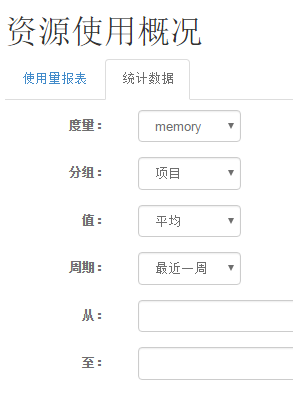 资源使用概况
使用量报表 统计数据
度量： memory
分组： 项目
值： 平均
周期： 最近一周
从：
至：